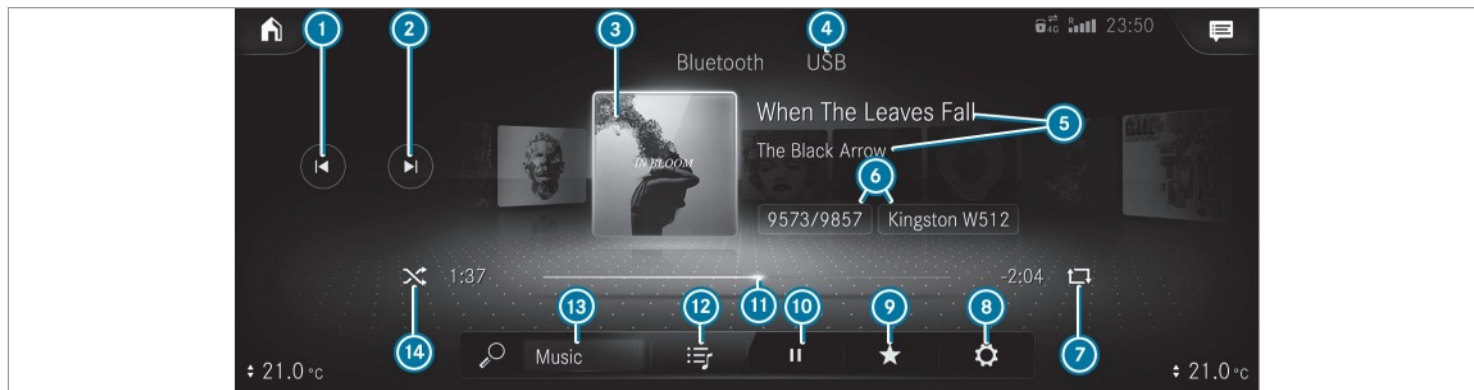 1 2 3 4
4G R 23:50
Bluetooth USB
When The Leaves Fall
5
The Black Arrow
IN BLOOM
6
9573/9857 Kingston W512
1:37 -2:04
11
13 12 10 9 8
14 7
Music
21.0 °C 21.0 °C